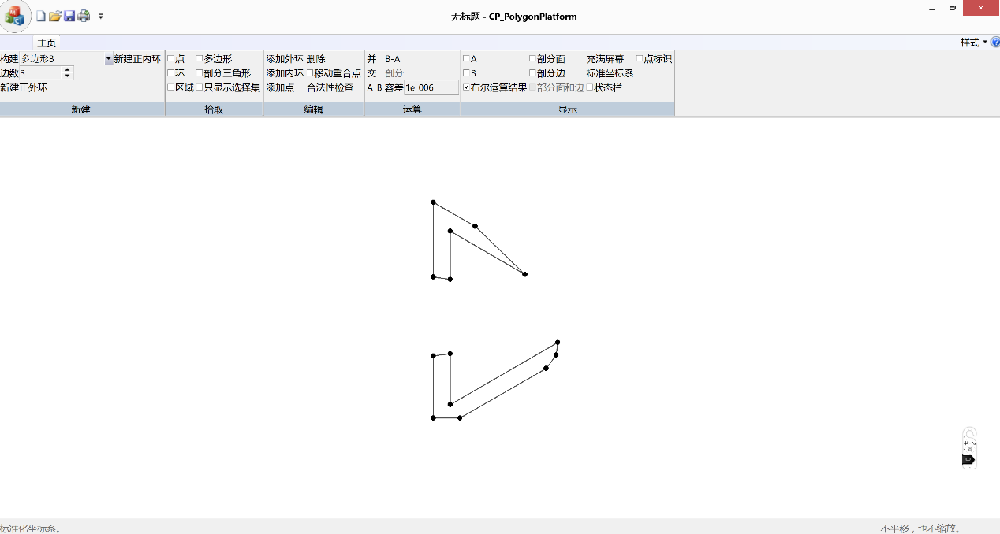 无标题 - CP_PolygonPlatform
主页
样式
构建 多边形B 新建正内环
边数 3
新建正外环
新建
点 多边形
环 剖分三角形
区域 只显示选择集
拾取
添加外环 删除
添加内环 移动重合点
添加点 合法性检查
编辑
并 B-A
交 剖分
A B 容差 1e 006
运算
A 剖分面 充满屏幕 点标识
B 剖分边 标准坐标系
布尔运算结果 剖分面和边 状态栏
显示
简
中
标准化坐标系。
不平移，也不缩放。